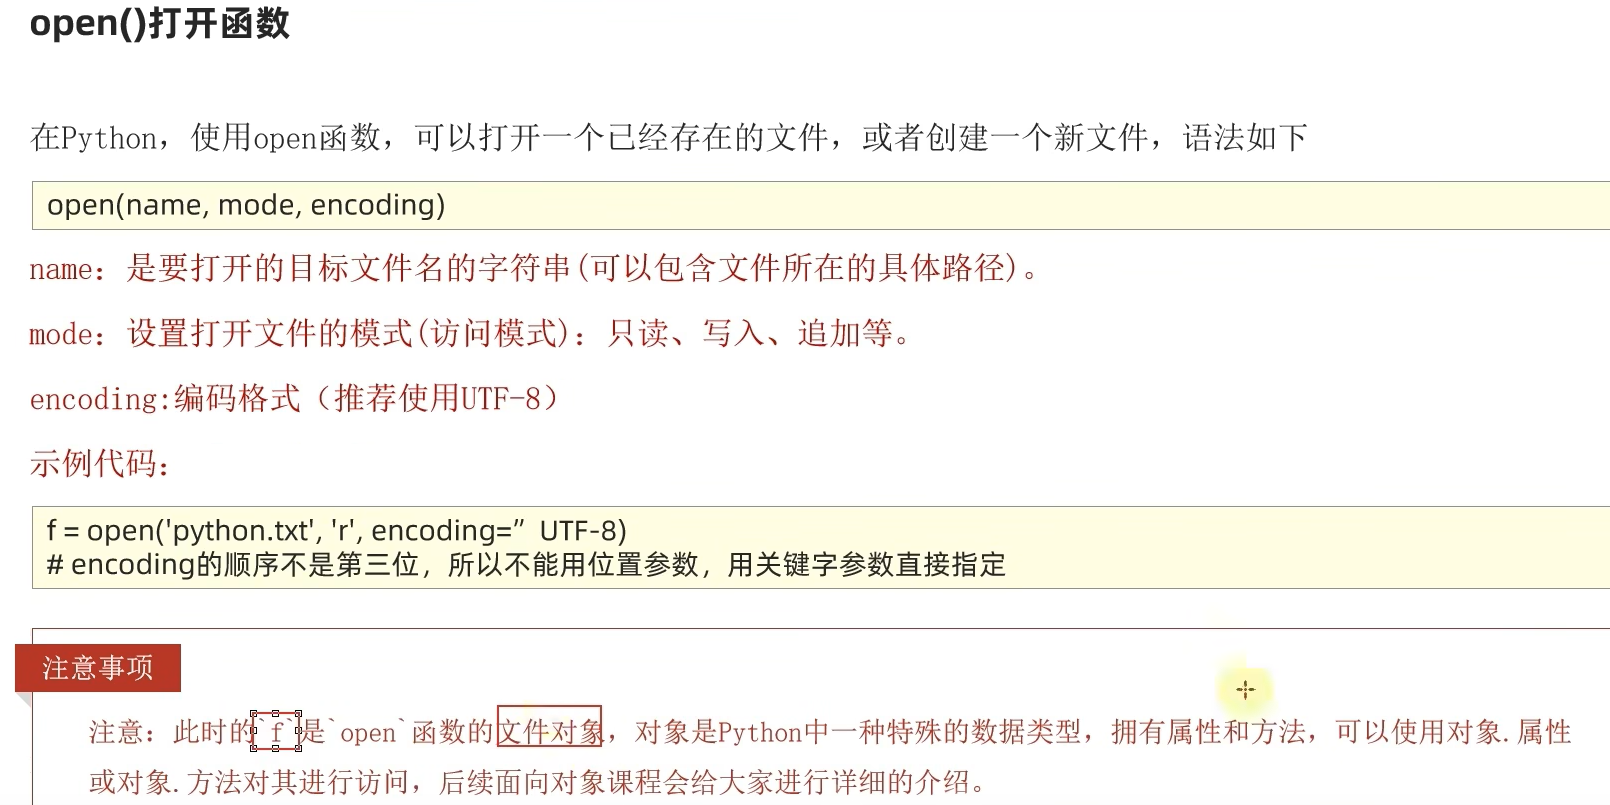 open()打开函数
在Python，使用open函数，可以打开一个已经存在的文件，或者创建一个新文件，语法如下
open(name, mode, encoding)
name：是要打开的目标文件名的字符串(可以包含文件所在的具体路径)。
mode：设置打开文件的模式(访问模式)：只读、写入、追加等。
encoding:编码格式（推荐使用UTF-8）
示例代码：
f = open('python.txt', 'r', encoding=”UTF-8)
# encoding的顺序不是第三位，所以不能用位置参数，用关键字参数直接指定
注意事项
注意：此时的`f`是`open`函数的文件对象，对象是Python中一种特殊的数据类型，拥有属性和方法，可以使用对象.属性
或对象.方法对其进行访问，后续面向对象课程会给大家进行详细的介绍。